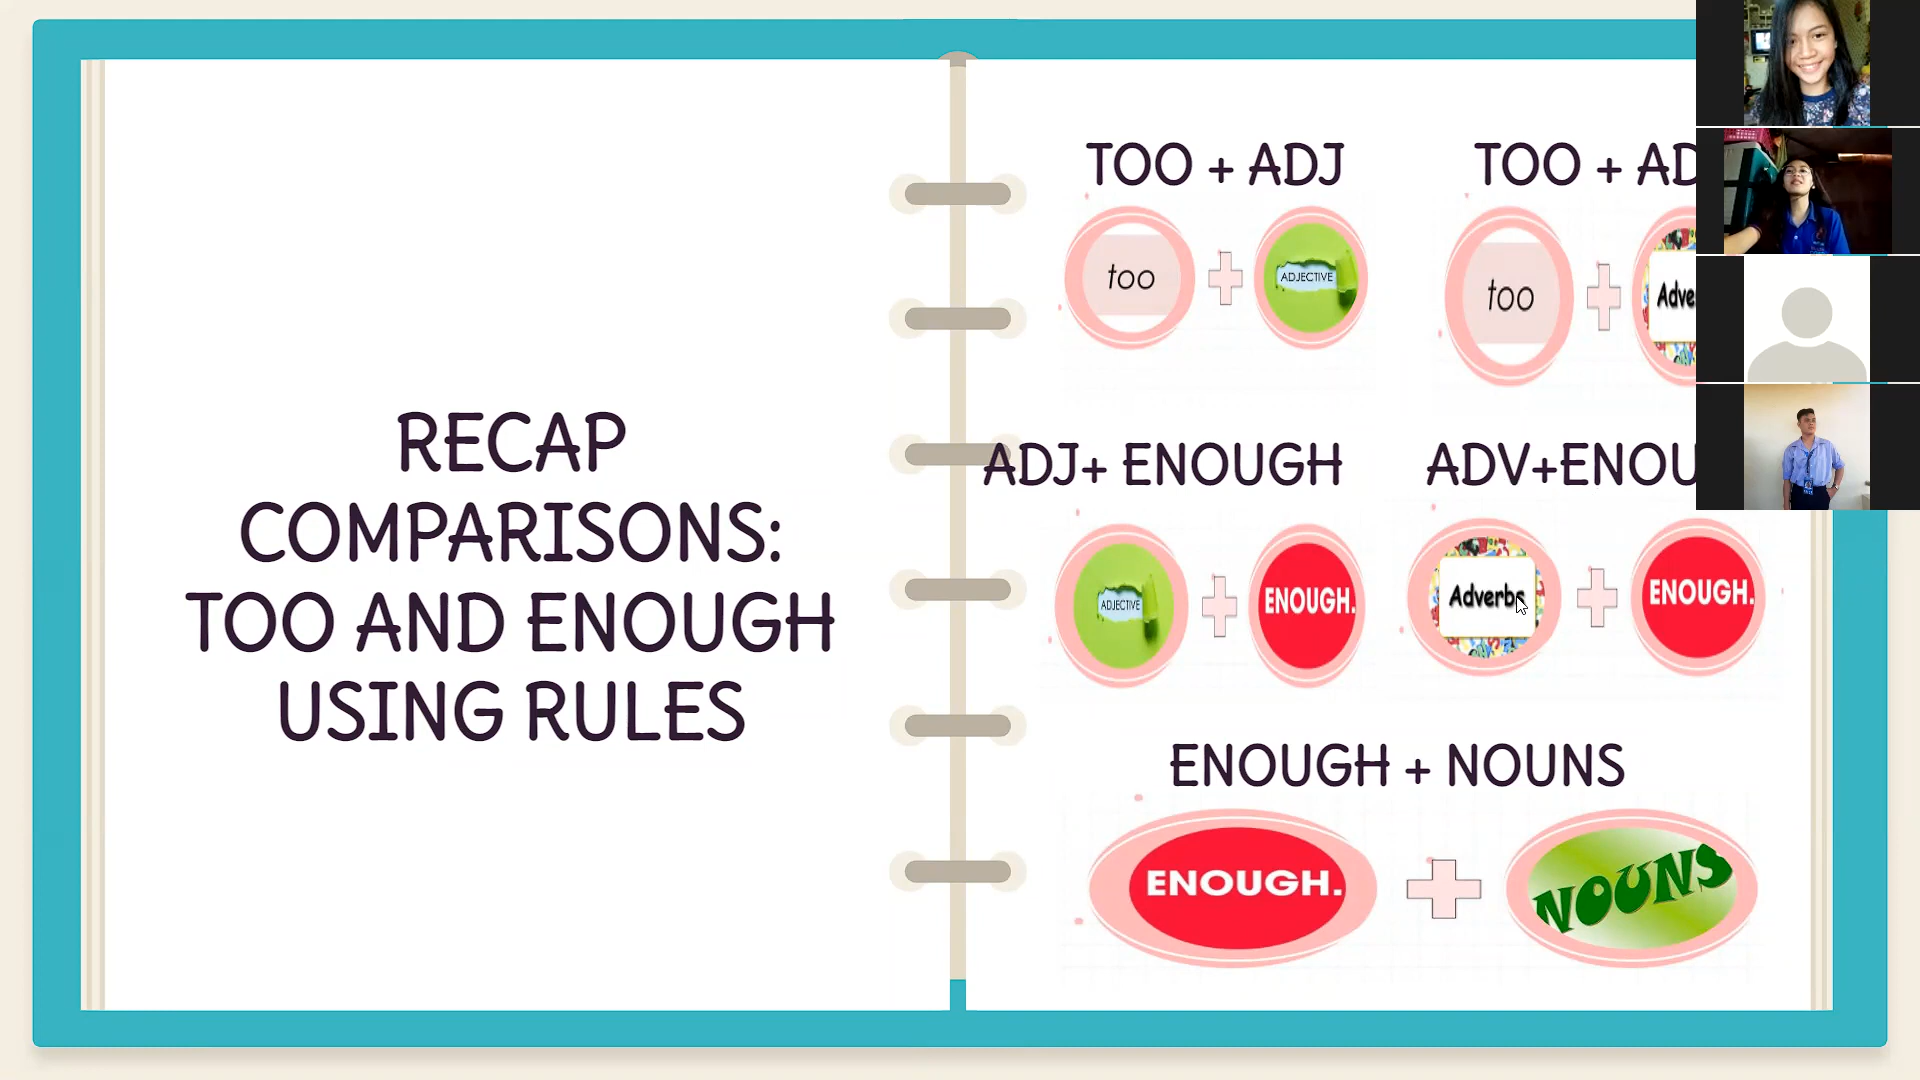 RECAP
COMPARISONS:
TOO AND ENOUGH
USING RULES
TOO + ADJ
too
ADJECTIVE
TOO +
too
ADJ+ ENOUGH
ADJECTIVE
ENOUGH.
Adverbs
ENOUGH.
ENOUGH + NOUNS
ENOUGH.
NOUNS